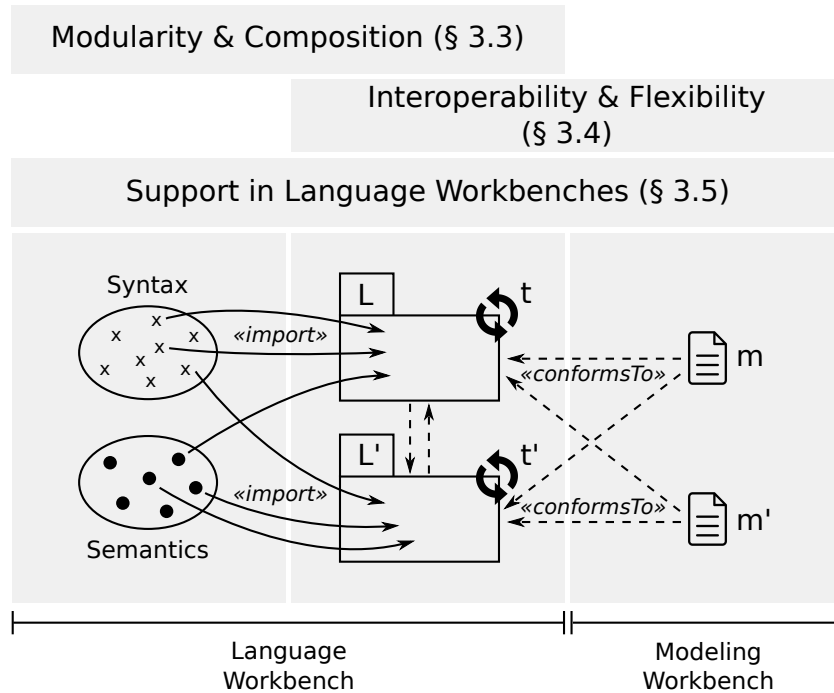 Modularity & Composition (§ 3.3)
Interoperability & Flexibility
(§ 3.4)
Support in Language Workbenches (§ 3.5)
Syntax
x
x
x
x
x
x
x
x
«import»
L
t
«conformsTo»
m
L'
t'
«import»
«conformsTo»
m'
Semantics
Language
Workbench
Modeling
Workbench